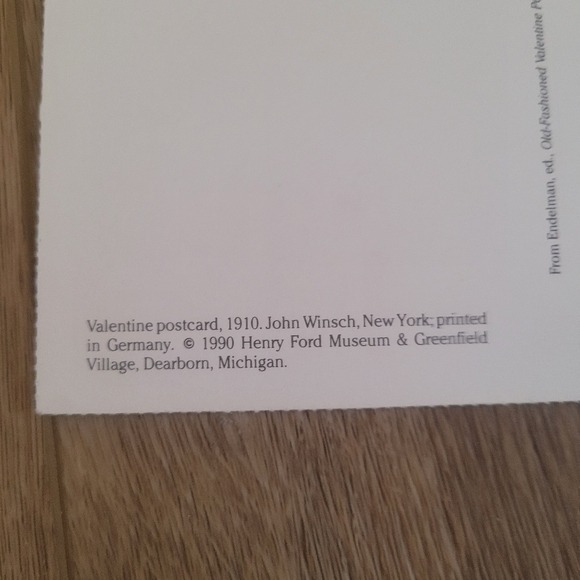 Valentine postcard, 1910. John Winsch, New York; printed
in Germany. © 1990 Henry Ford Museum & Greenfield
Village, Dearborn, Michigan.
From Endelman, ed., Old-Fashioned Valentine